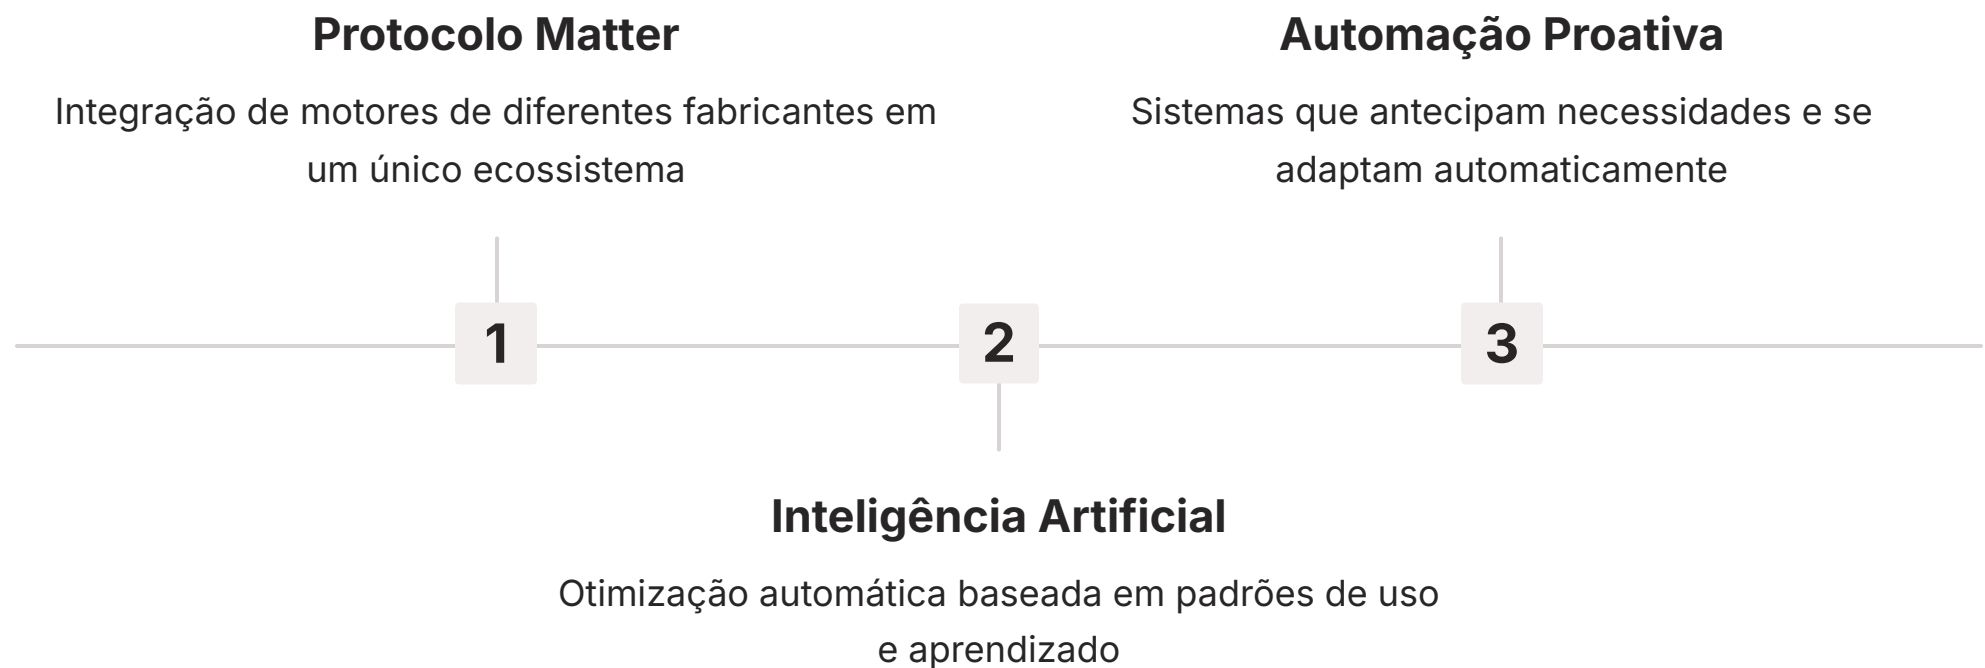 Protocolo Matter
Integração de motores de diferentes fabricantes em
um único ecossistema
1
2
Inteligência Artificial
Otimização automática baseada em padrões de uso
e aprendizado
Automação Proativa
Sistemas que antecipam necessidades e se
adaptam automaticamente
3